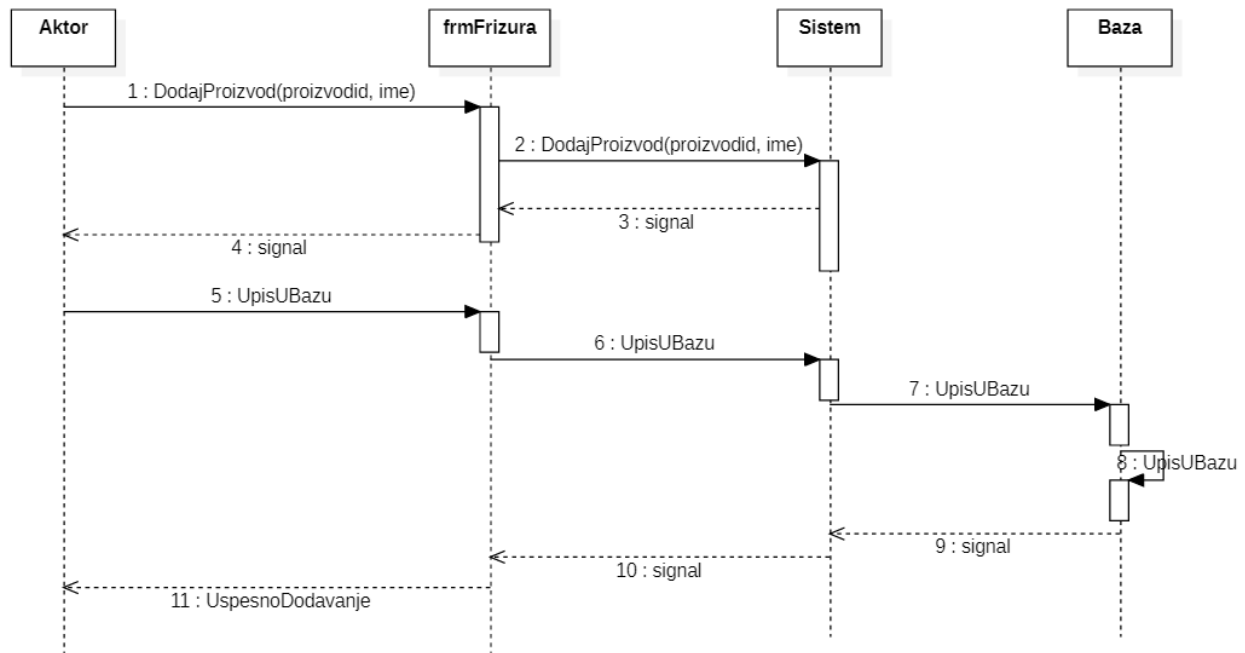 Aktor
frmFrizura
Sistem
Baza
1 : DodajProizvod(proizvodid, ime)
2 : DodajProizvod(proizvodid, ime)
3 : signal
4 : signal
5 : UpisUBazu
6 : UpisUBazu
7 : UpisUBazu
8 : UpisUBazu
9 : signal
10 : signal
11 : UspesnoDodavanje